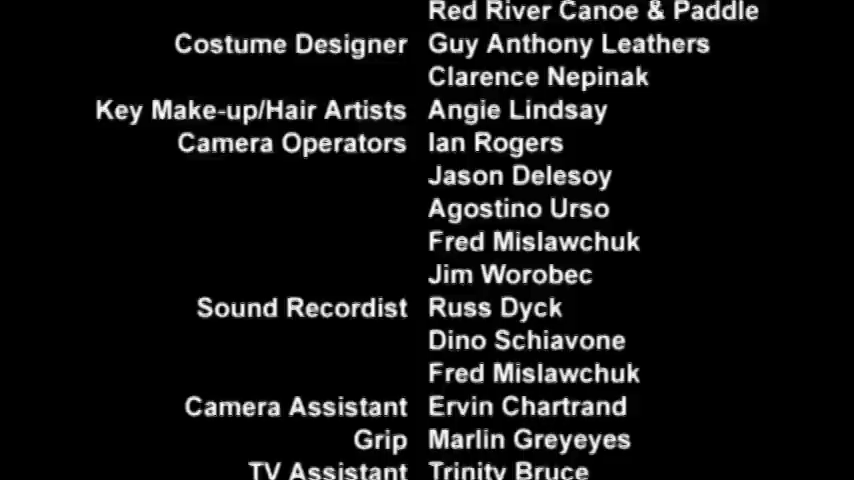 Red River Canoe & Paddle
Costume Designer Guy Anthony Leathers
Clarence Nepinak
Key Make-up/Hair Artists Angie Lindsay
Camera Operators Ian Rogers
Jason Delesoy
Agostino Urso
Fred Mislawchuk
Jim Worobec
Sound Recordist Russ Dyck
Dino Schiavone
Fred Mislawchuk
Camera Assistant Ervin Chartrand
Grip Marlin Greyeyes
TV Assistant Trinity Bruce